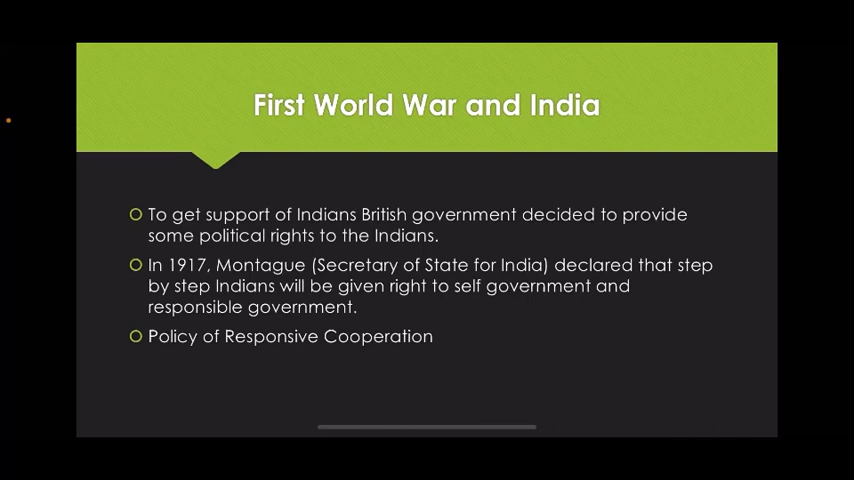 First World War and India
To get support of Indians British government decided to provide
some political rights to the Indians.
In 1917, Montague (Secretary of State for India) declared that step
by step Indians will be given right to self government and
responsible government.
Policy of Responsive Cooperation